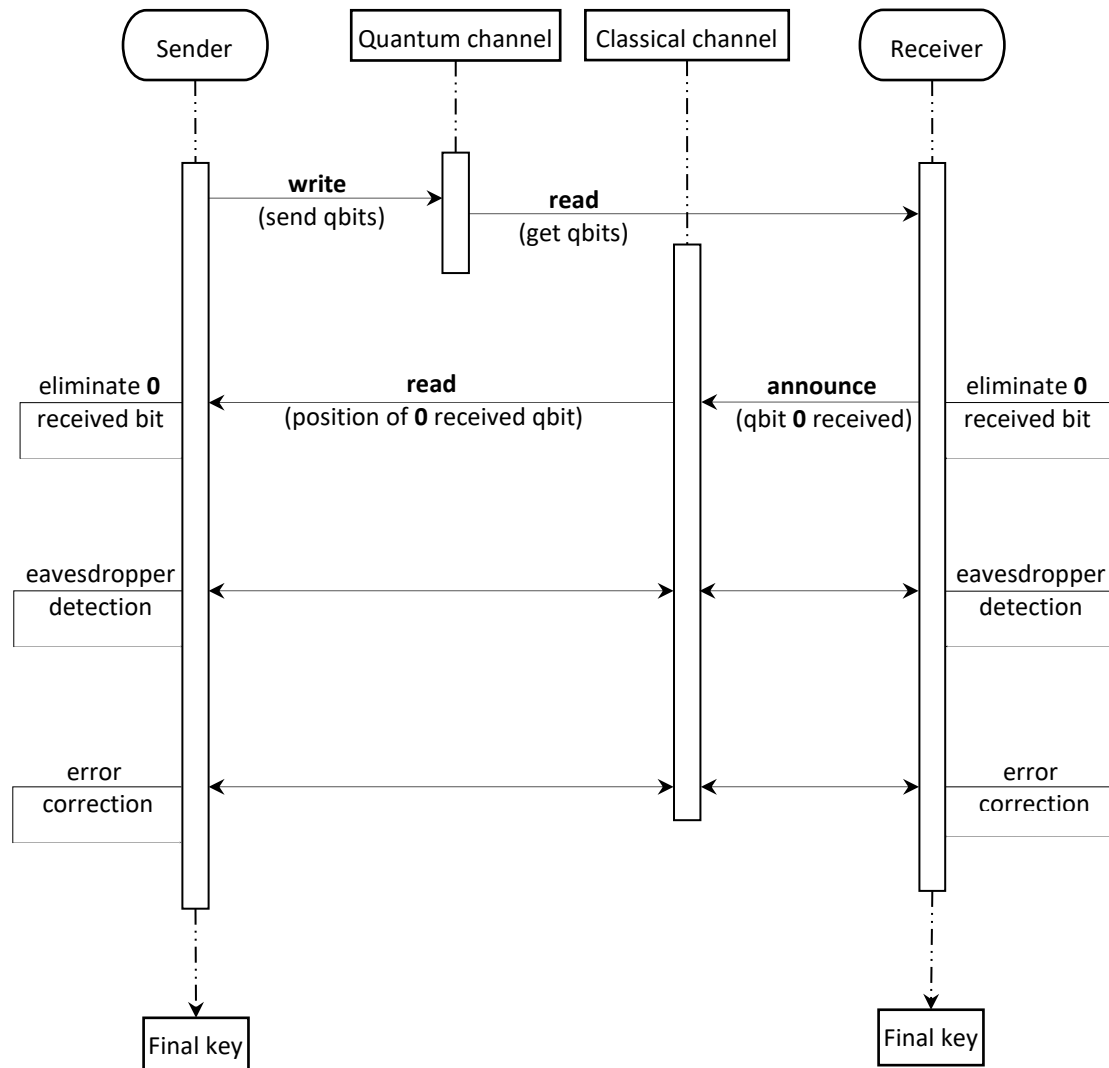 Sender
Quantum channel
Classical channel
Receiver
write
(send qbits)
read
(get qbits)
eliminate 0
received bit
read
(position of 0 received qbit)
announce
(qbit 0 received)
eliminate 0
received bit
eavesdropper
detection
eavesdropper
detection
error
correction
error
correction
Final key
Final key